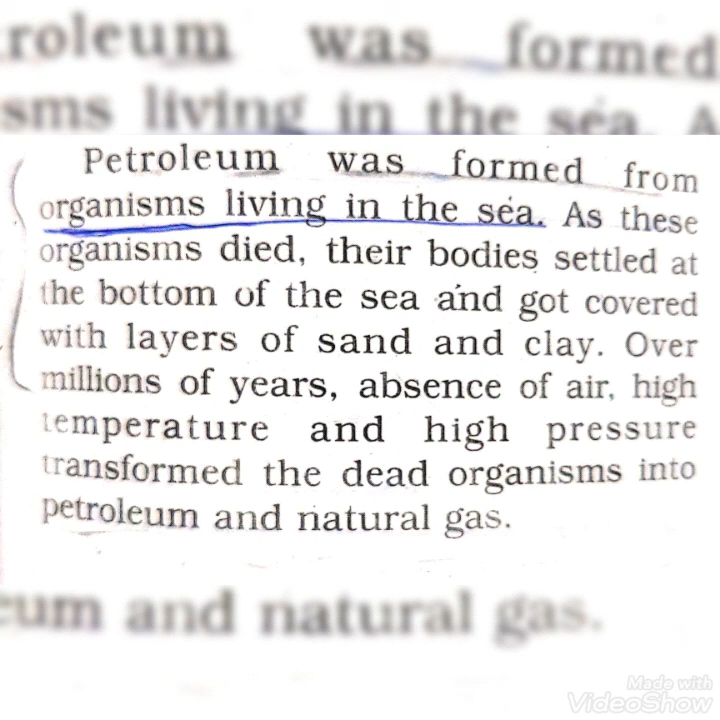 roleum was formed
sms living in the sea. A
Petroleum was formed from
organisms living in the sea. As these
organisms died, their bodies settled at
the bottom of the sea and got covered
with layers of sand and clay. Over
millions of years, absence of air, high
temperature and high pressure
transformed the dead organisms into
petroleum and natural gas.
eum and natural gas.
Made with
VideoShow